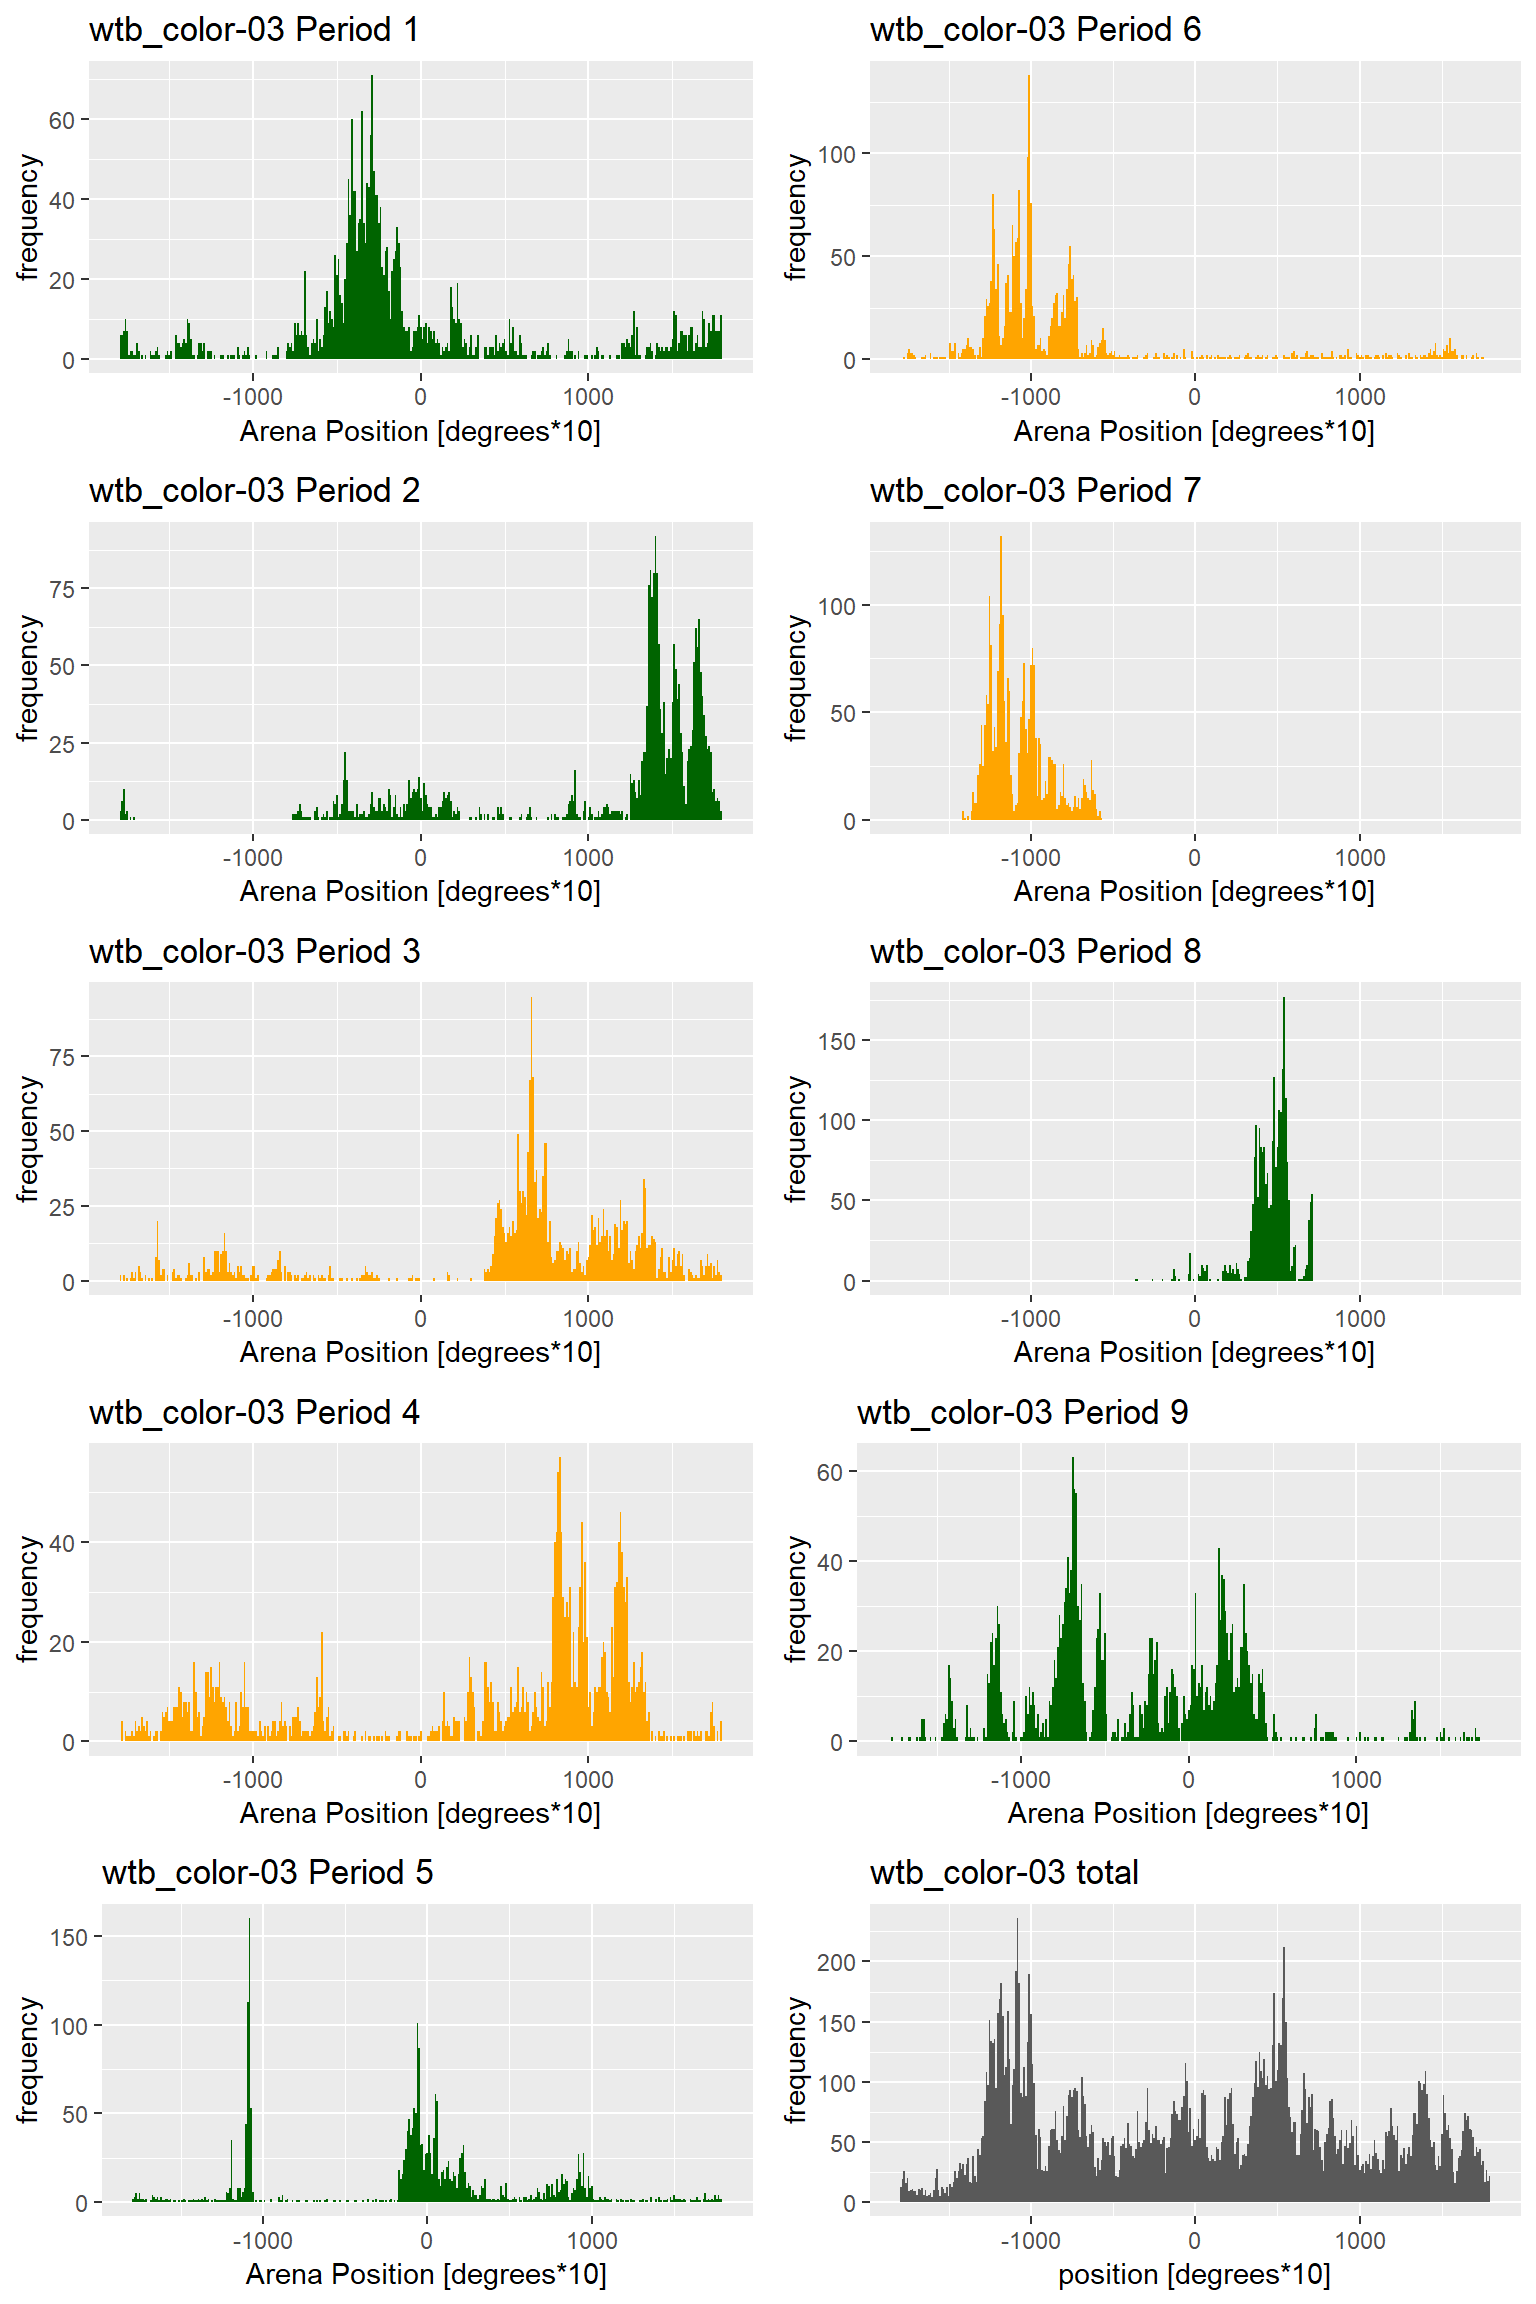 wtb_color-03 Period 1
frequency
60
40
20
0
-1000 0 1000
Arena Position [degrees*10]
wtb_color-03 Period 6
frequency
100
50
0
-1000 0 1000
Arena Position [degrees*10]
wtb_color-03 Period 2
frequency
75
50
25
0
-1000 0 1000
Arena Position [degrees*10]
wtb_color-03 Period 7
frequency
100
50
0
-1000 0 1000
Arena Position [degrees*10]
wtb_color-03 Period 3
frequency
75
50
25
0
-1000 0 1000
Arena Position [degrees*10]
wtb_color-03 Period 8
frequency
150
100
50
0
-1000 0 1000
Arena Position [degrees*10]
wtb_color-03 Period 4
frequency
40
20
0
-1000 0 1000
Arena Position [degrees*10]
wtb_color-03 Period 9
frequency
60
40
20
0
-1000 0 1000
Arena Position [degrees*10]
wtb_color-03 Period 5
frequency
150
100
50
0
-1000 0 1000
Arena Position [degrees*10]
wtb_color-03 total
frequency
200
150
100
50
0
-1000 0 1000
position [degrees*10]